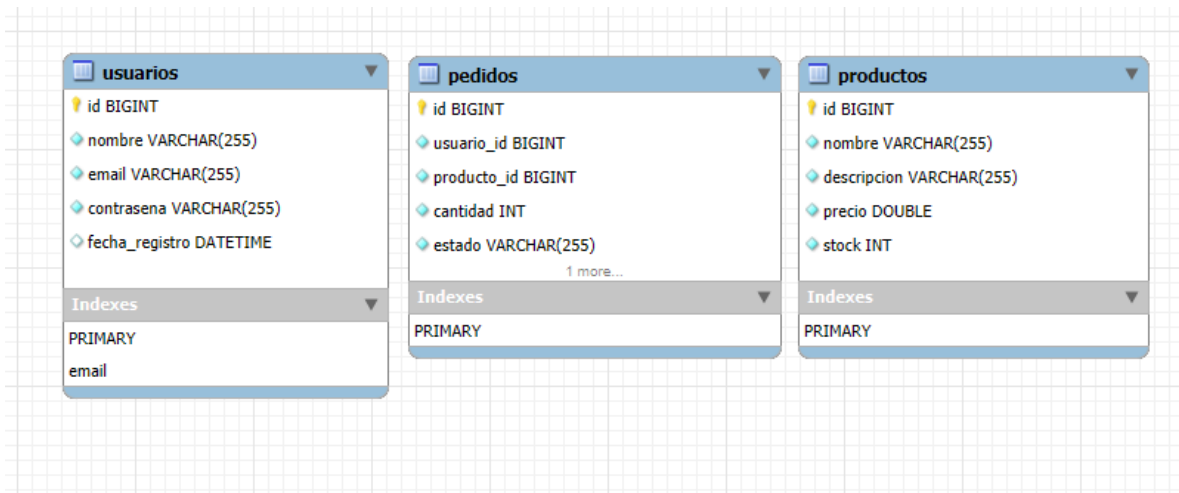 usuarios
id BIGINT
nombre VARCHAR(255)
email VARCHAR(255)
contrasena VARCHAR(255)
fecha_registro DATETIME
Indexes
PRIMARY
email
pedidos
id BIGINT
usuario_id BIGINT
producto_id BIGINT
cantidad INT
estado VARCHAR(255)
1 more...
Indexes
PRIMARY
productos
id BIGINT
nombre VARCHAR(255)
descripcion VARCHAR(255)
precio DOUBLE
stock INT
Indexes
PRIMARY